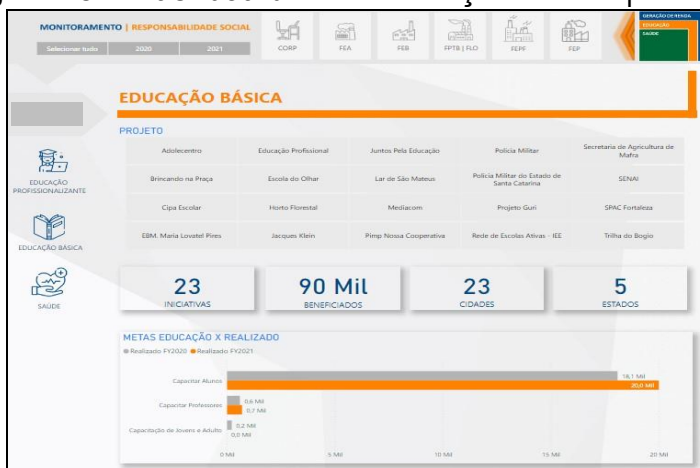 MONITORAMENTO | RESPONSABILIDADE SOCIAL
Selecionar tudo 2020 2021
CORP FEA FEB FPTB | FLO FEPF FEP
GERAÇÃO DE RENDA
EDUCAÇÃO
SAÚDE
EDUCAÇÃO BÁSICA
PROJETO
Adolecentro Educação Profissional Juntos Pela Educação Polícia Militar Secretaria de Agricultura de Mafra
Brincando na Praça Escola do Olhar Lar de São Mateus Polícia Militar do Estado de Santa Catarina SENAI
Cipa Escolar Horto Florestal Mediacom Projeto Guri SPAC Fortaleza
EBM. Maria Lovatel Pires Jacques Klein Pimp Nossa Cooperativa Rede de Escolas Ativas - IEE Trilha do Bogio
EDUCAÇÃO PROFISSIONALIZANTE
EDUCAÇÃO BÁSICA
SAÚDE
23 90 Mil 23 5
INICIATIVAS BENEFICIADOS CIDADES ESTADOS
METAS EDUCAÇÃO X REALIZADO
Realizado FY2020 Realizado FY2021
Capacitar Alunos 18,1 Mil
20,0 Mil
Capacitar Professores 0,6 Mil
0,7 Mil
Capacitação de Jovens e Adulto 0,2 Mil
0,0 Mil
0 Mil 5 Mil 10 Mil 15 Mil 20 Mil